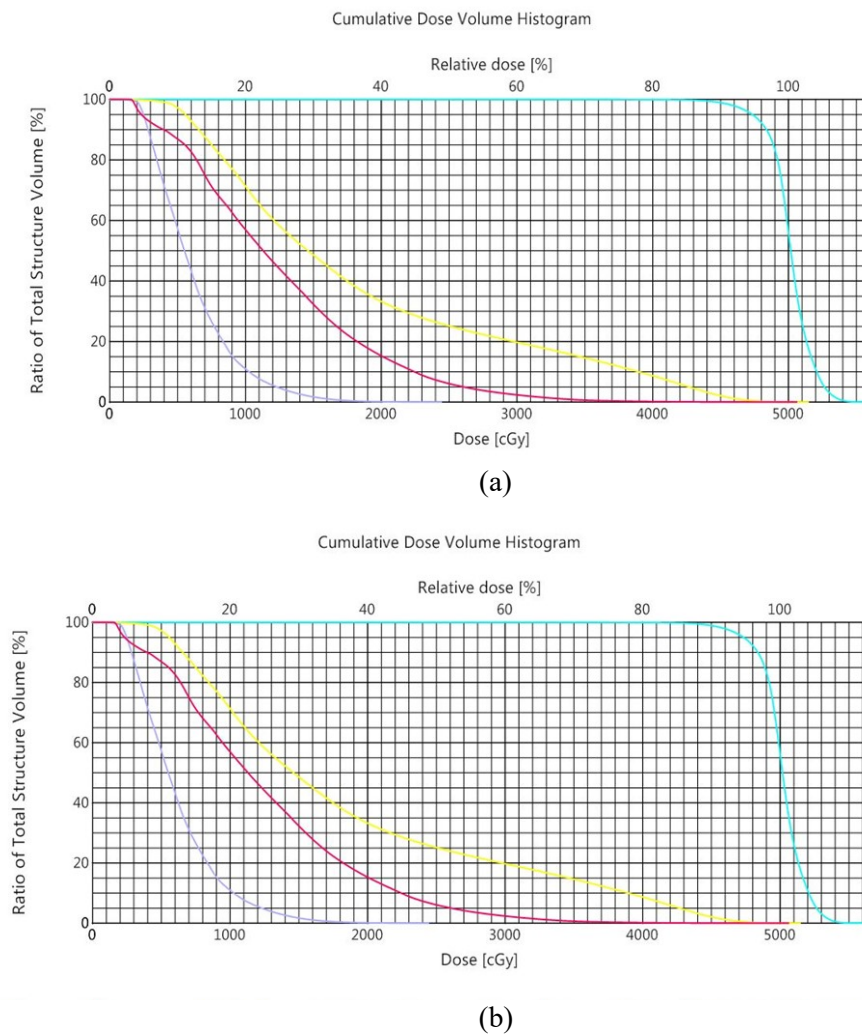 Cumulative Dose Volume Histogram
Relative dose [%]
0 20 40 60 80 100
100
80
60
40
20
0
Ratio of Total Structure Volume [%]
0 1000 2000 3000 4000 5000
Dose [cGy]
(a)
Cumulative Dose Volume Histogram
Relative dose [%]
0 20 40 60 80 100
100
80
60
40
20
0
Ratio of Total Structure Volume [%]
0 1000 2000 3000 4000 5000
Dose [cGy]
(b)